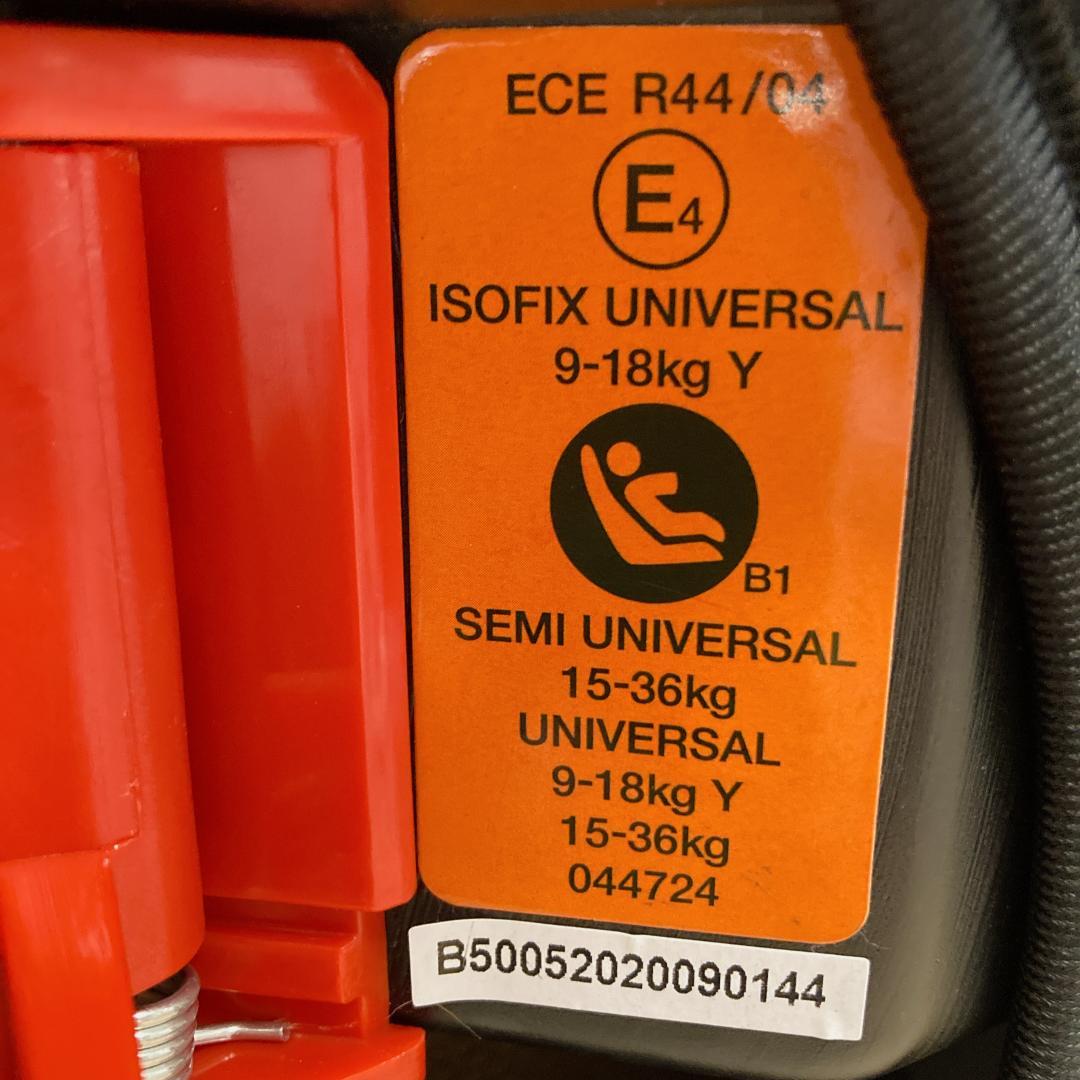 ECE R44/04
E4
ISOFIX UNIVERSAL
9-18kg Y
B1
SEMI UNIVERSAL
15-36kg
UNIVERSAL
9-18kg Y
15-36kg
044724
B50052020090144